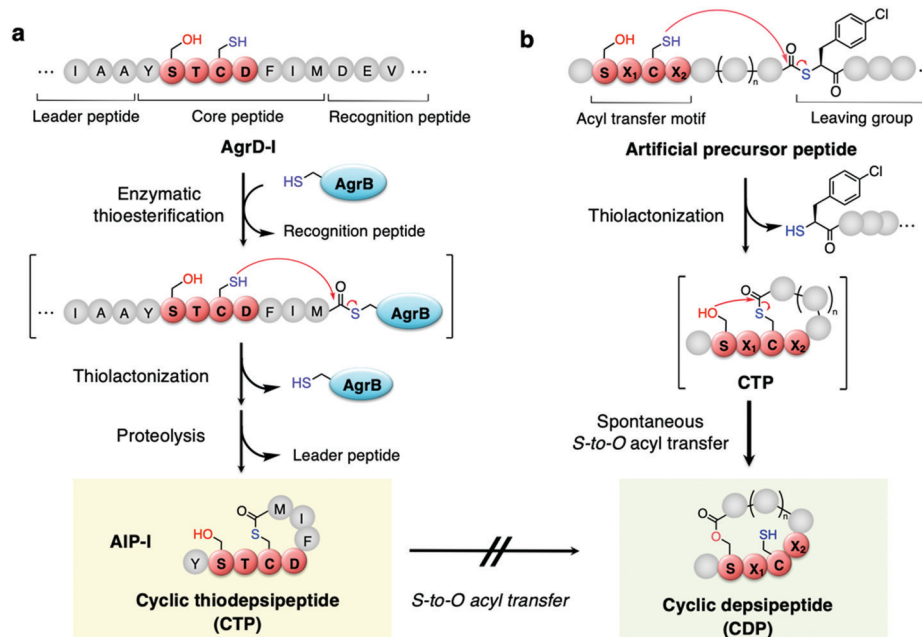 a
OH
SH
... I A A Y S T C D F I M D E V ...
Leader peptide
Core peptide
Recognition peptide
AgrD-I
Enzymatic
thioesterification
HS
AgrB
Recognition peptide
OH
SH
O
... I A A Y S T C D F I M S AgrB
Thiolactonization
HS
AgrB
Proteolysis
Leader peptide
AIP-I
O
M
I
HO
S
F
Y S T C D
Cyclic thiodepsipeptide
(CTP)
S-to-O acyl transfer
b
Cl
OH
SH
O
S X1 C X2 n S ...
O
Acyl transfer motif
Leaving group
Artificial precursor peptide
Cl
Thiolactonization
HS
...
O
O
n
HO
S
S X1 C X2
CTP
Spontaneous
S-to-O acyl transfer
n
O
O
SH
X2
S X1 C
Cyclic depsipeptide
(CDP)